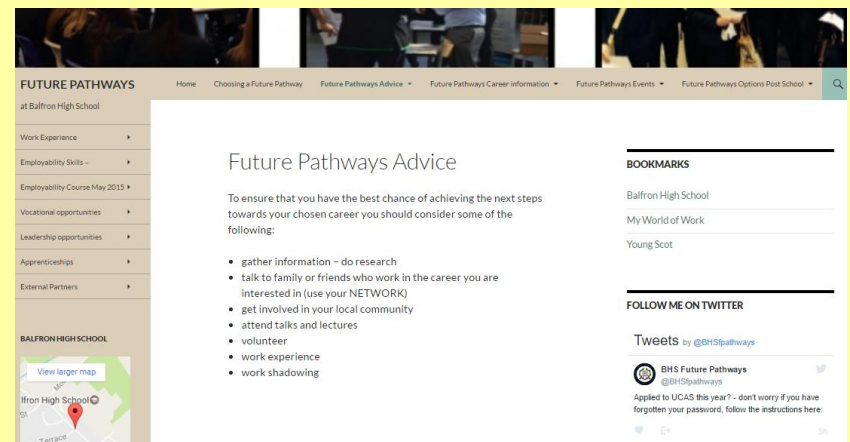 FUTURE PATHWAYS
at Balfron High School
Home Choosing a Future Pathway Future Pathways Advice Future Pathways Career information Future Pathways Events Future Pathways Options Post School
Work Experience
Employability Skills –
Employability Course May 2015
Vocational opportunities
Leadership opportunities
Apprenticeships
External Partners
BALFRON HIGH SCHOOL
View larger map
lfron High School
St
Terrace
Future Pathways Advice
To ensure that you have the best chance of achieving the next steps
towards your chosen career you should consider some of the
following:
• gather information – do research
• talk to family or friends who work in the career you are
interested in (use your NETWORK)
• get involved in your local community
• attend talks and lectures
• volunteer
• work experience
• work shadowing
BOOKMARKS
Balfron High School
My World of Work
Young Scot
FOLLOW ME ON TWITTER
Tweets by @BHSfpathways
BHS Future Pathways
@BHSfpathways
Applied to UCAS this year? - don't worry if you have
forgotten your password, follow the instructions here: